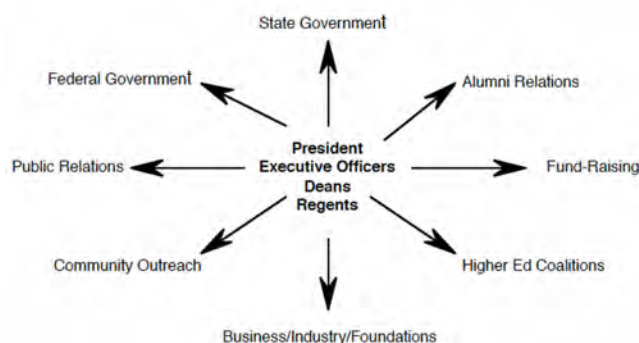 State Government
Federal Government
Alumni Relations
President
Executive Officers
Deans
Regents
Public Relations
Fund-Raising
Community Outreach
Higher Ed Coalitions
Business/Industry/Foundations